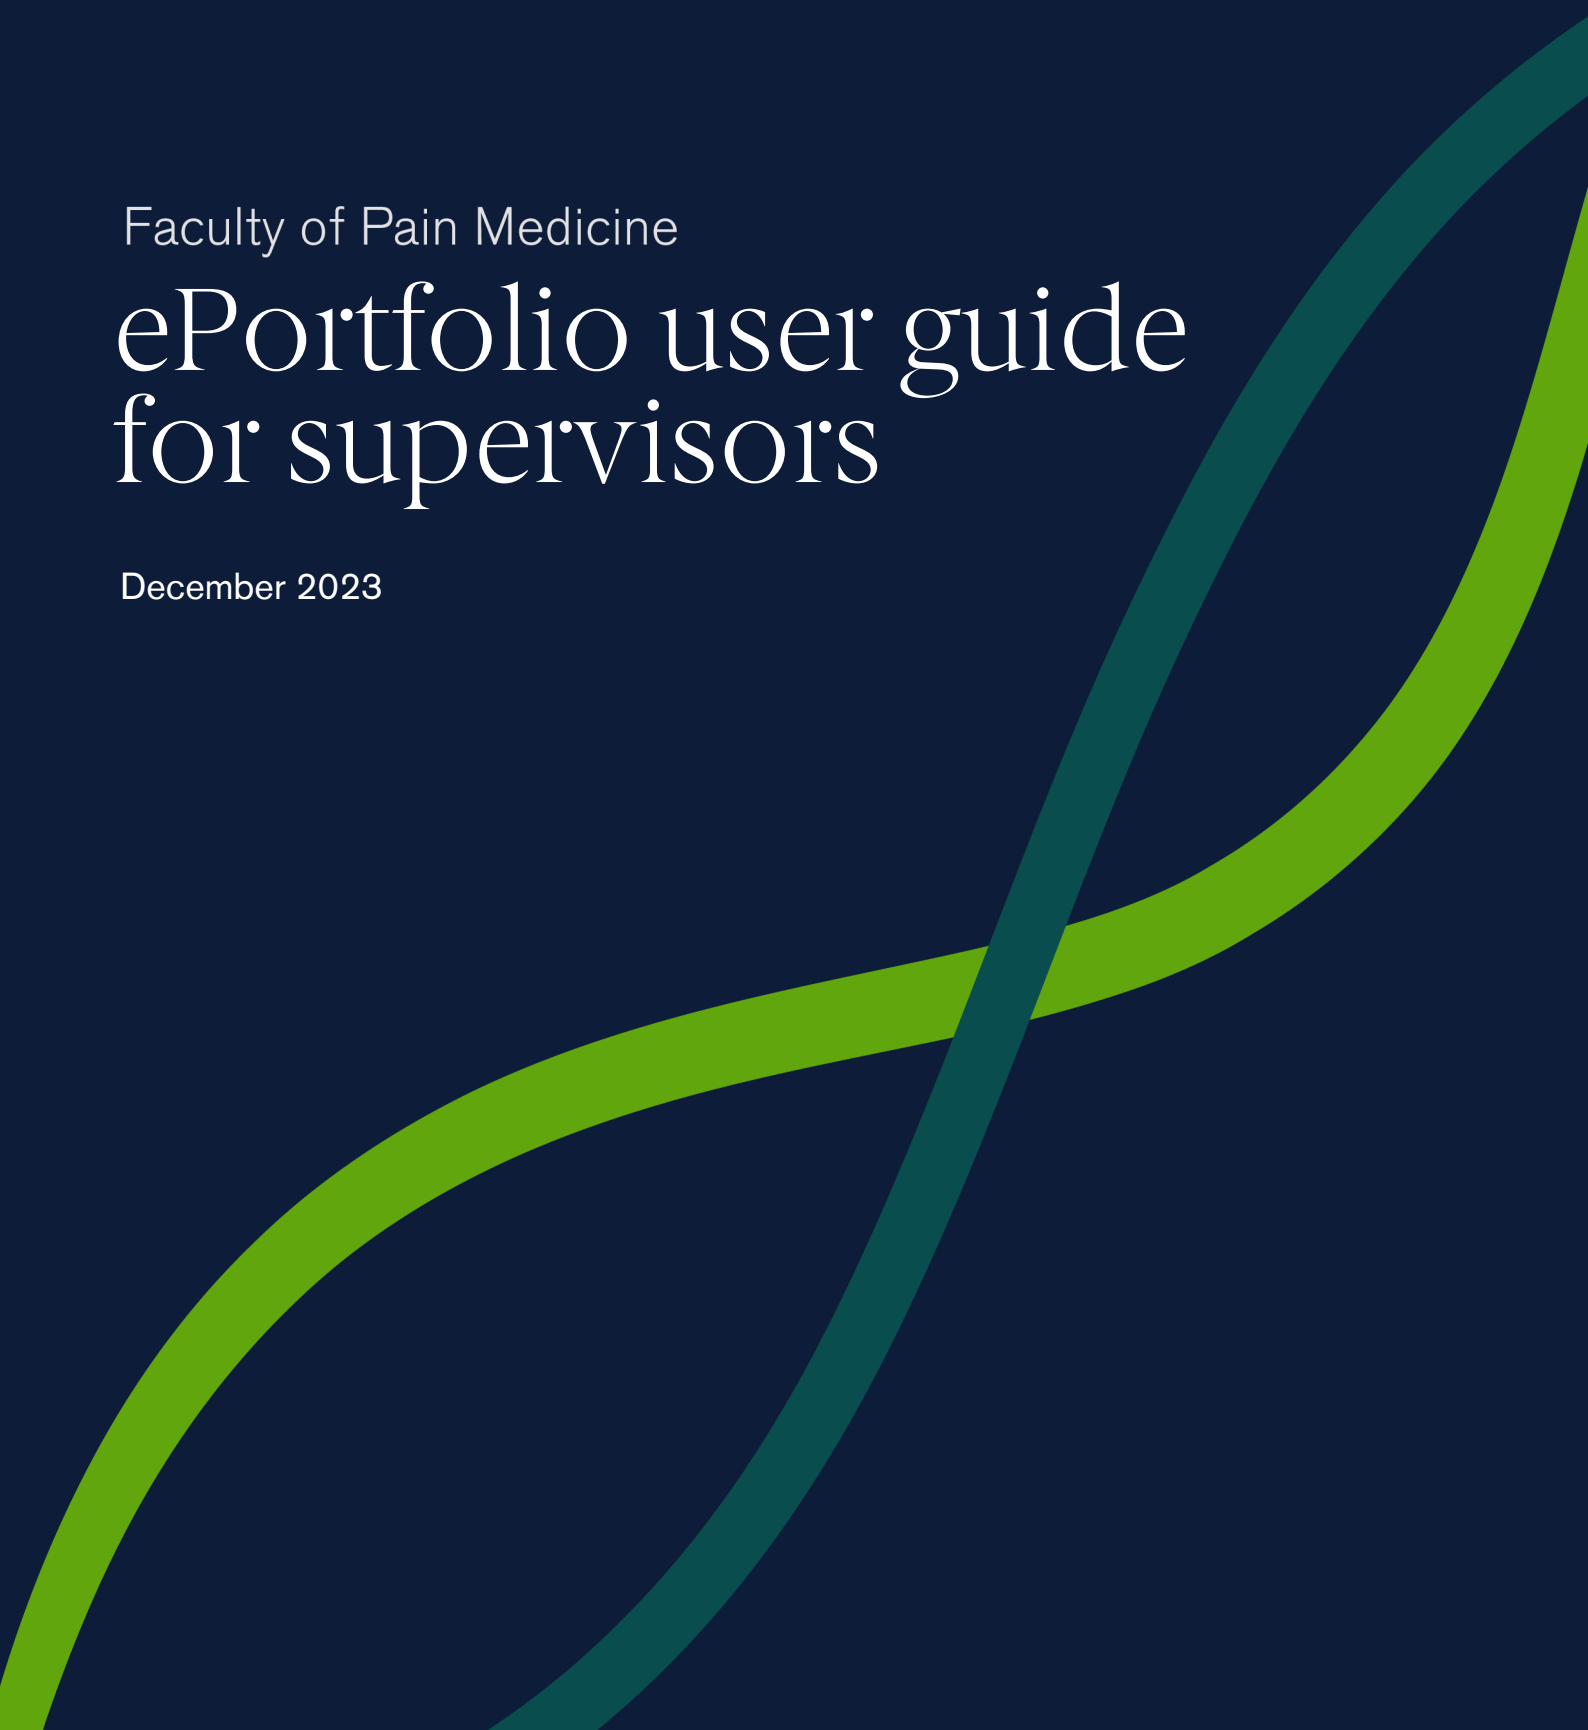 Faculty of Pain Medicine
ePortfolio user guide
for supervisors
December 2023